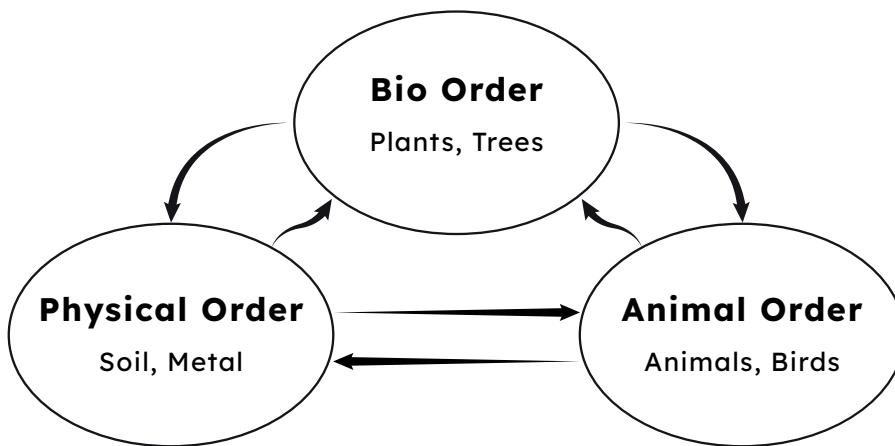 Bio Order
Plants, Trees
Physical Order
Soil, Metal
Animal Order
Animals, Birds